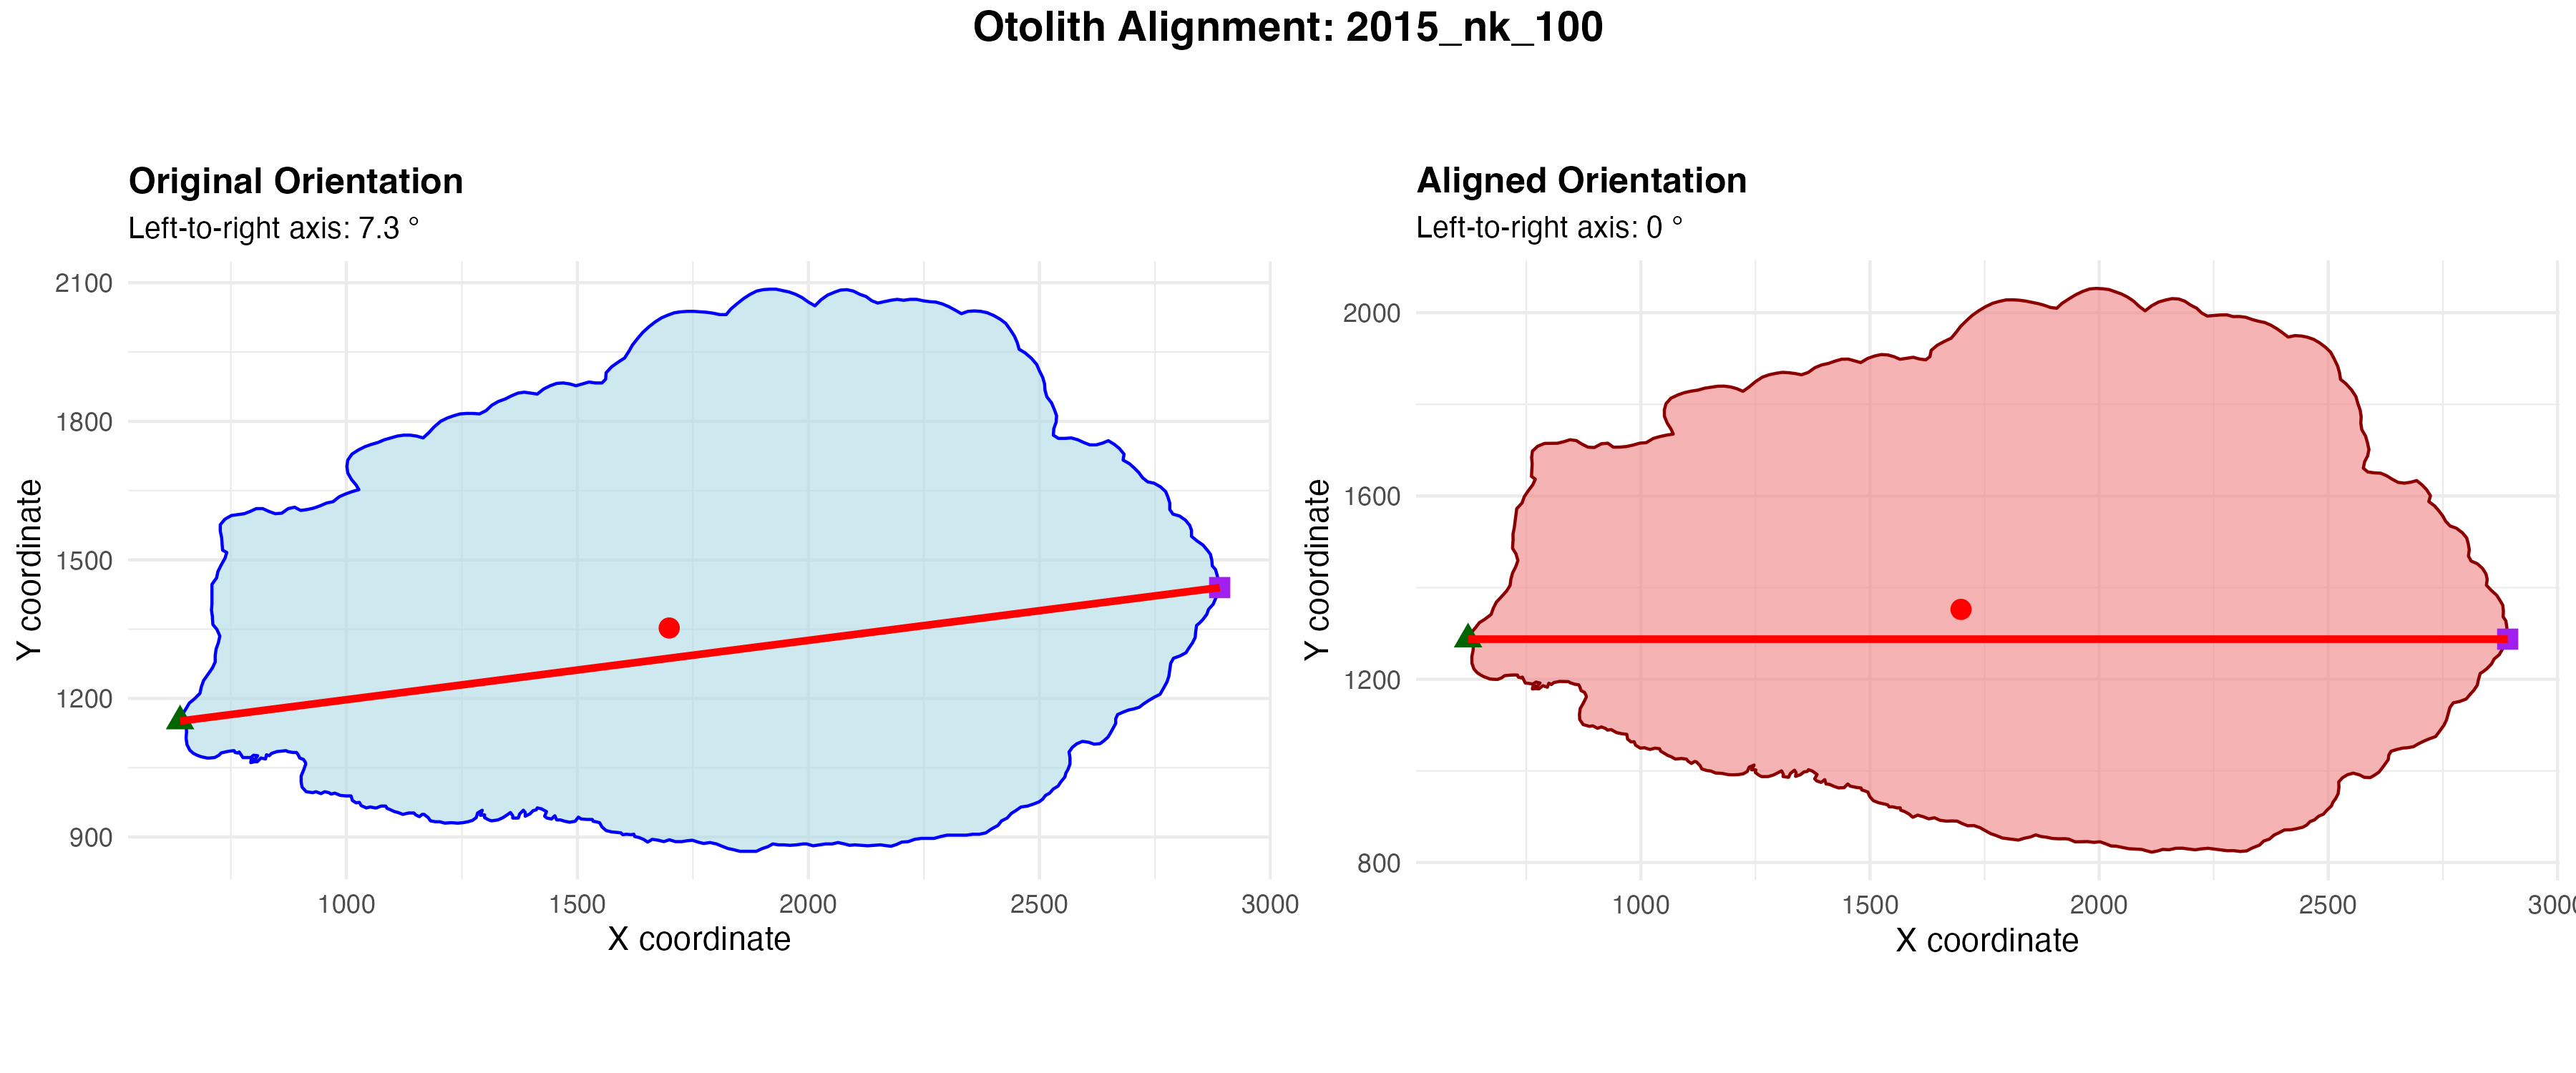 Otolith Alignment: 2015_nk_100
Original Orientation
Left-to-right axis: 7.3 °
2100
1800
1500
1200
900
Y coordinate
1000 1500 2000 2500 3000
X coordinate
Aligned Orientation
Left-to-right axis: 0 °
2000
1600
1200
800
Y coordinate
1000 1500 2000 2500 300
X coordinate